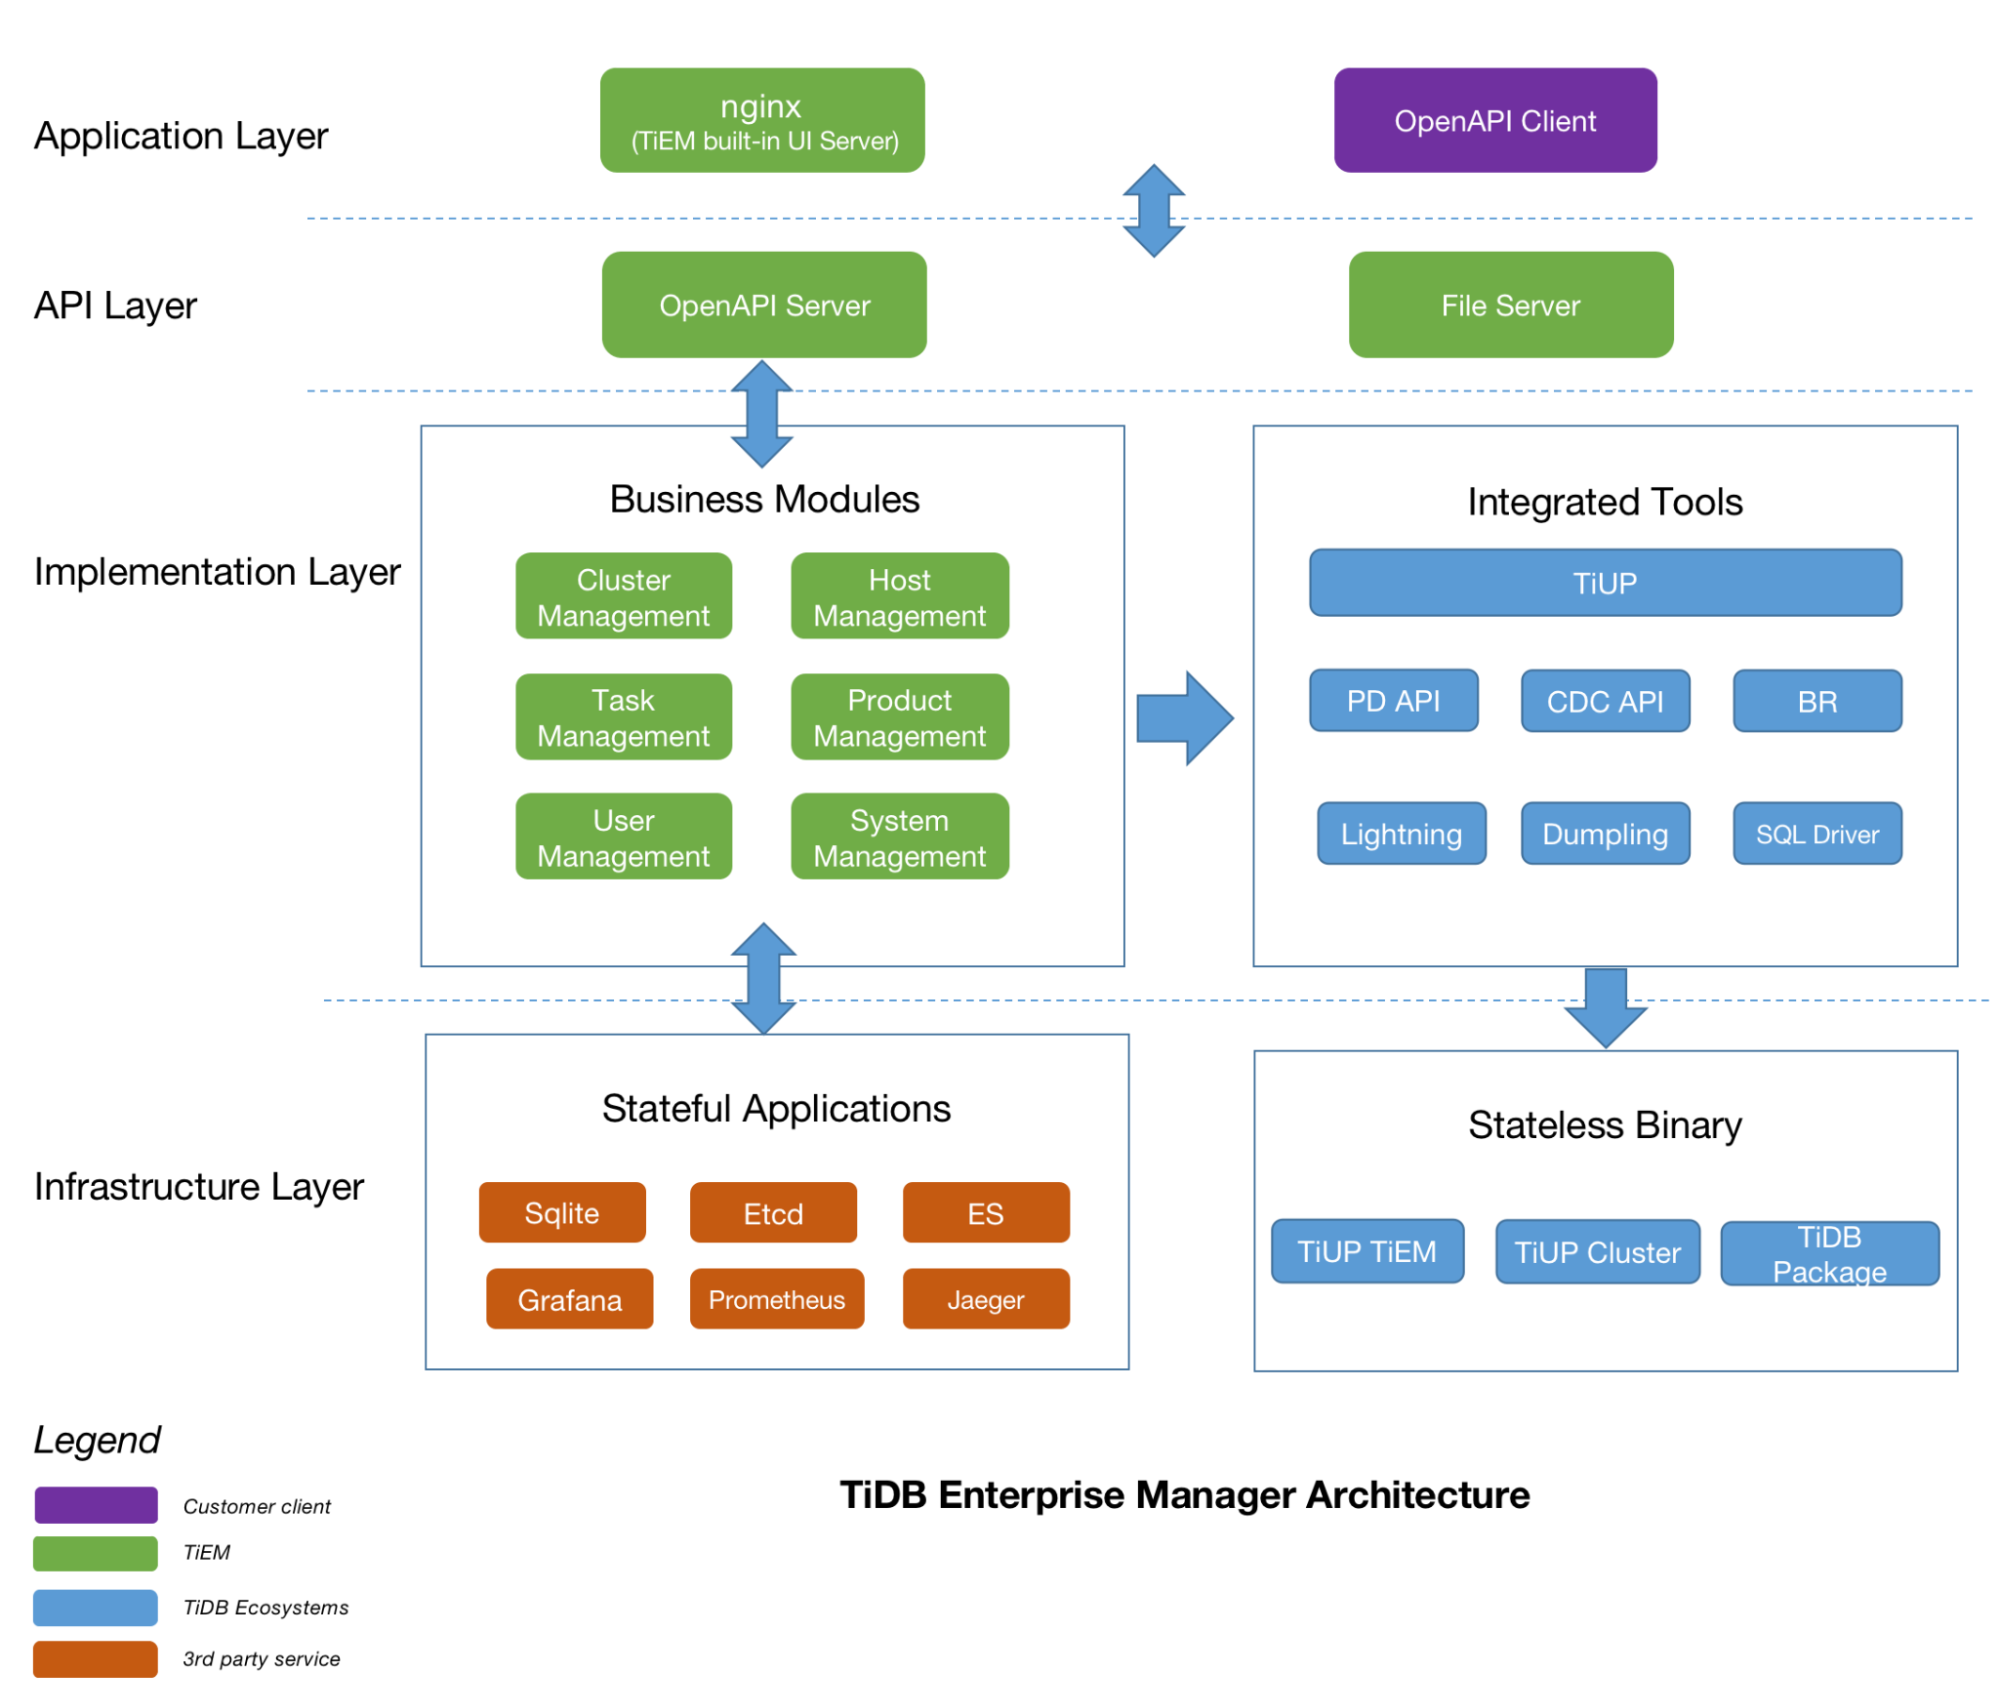 Application Layer
nginx
(TiEM built-in UI Server)
OpenAPI Client
API Layer
OpenAPI Server
File Server
Implementation Layer
Business Modules
Cluster
Management
Host
Management
Task
Management
Product
Management
User
Management
System
Management
Integrated Tools
TiUP
PD API
CDC API
BR
Lightning
Dumpling
SQL Driver
Infrastructure Layer
Stateful Applications
Sqlite
Etcd
ES
Grafana
Prometheus
Jaeger
Stateless Binary
TiUP TiEM
TiUP Cluster
TiDB
Package
Legend
Customer client
TiEM
TiDB Ecosystems
3rd party service
TiDB Enterprise Manager Architecture